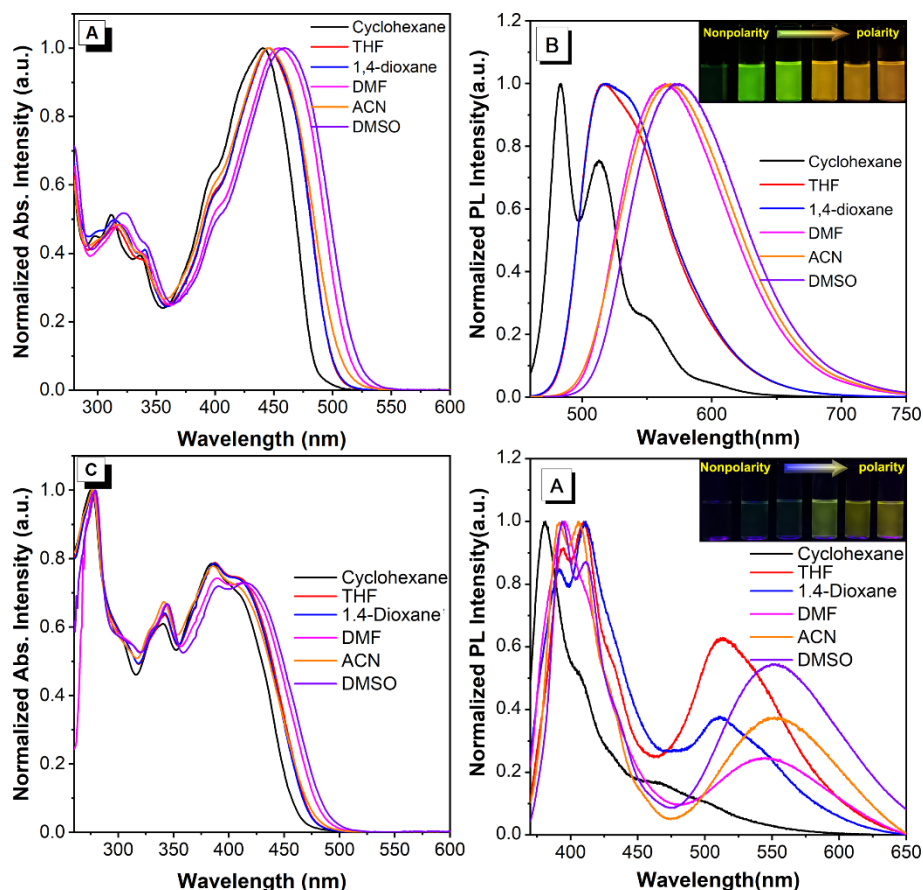 A
Cyclohexane
THF
1,4-dioxane
DMF
ACN
DMSO
Normalized Abs. Intensity (a.u.)
1.0
0.8
0.6
0.4
0.2
0.0
300 350 400 450 500 550 600
Wavelength (nm)
B
Nonpolarity polarity
Cyclohexane
THF
1,4-dioxane
DMF
ACN
DMSO
Normalized PL Intensity(a.u.)
1.2
1.0
0.8
0.6
0.4
0.2
0.0
500 600 700 750
Wavelength(nm)
C
Cyclohexane
THF
1.4-Dioxane
DMF
ACN
DMSO
Normalized Abs. Intensity (a.u.)
1.0
0.8
0.6
0.4
0.2
0.0
300 350 400 450 500 550 600
Wavelength (nm)
A
Nonpolarity polarity
Cyclohexane
THF
1.4-Dioxane
DMF
ACN
DMSO
Normalized PL Intensity(a.u.)
1.2
1.0
0.8
0.6
0.4
0.2
0.0
400 450 500 550 600 650
Wavelength(nm)